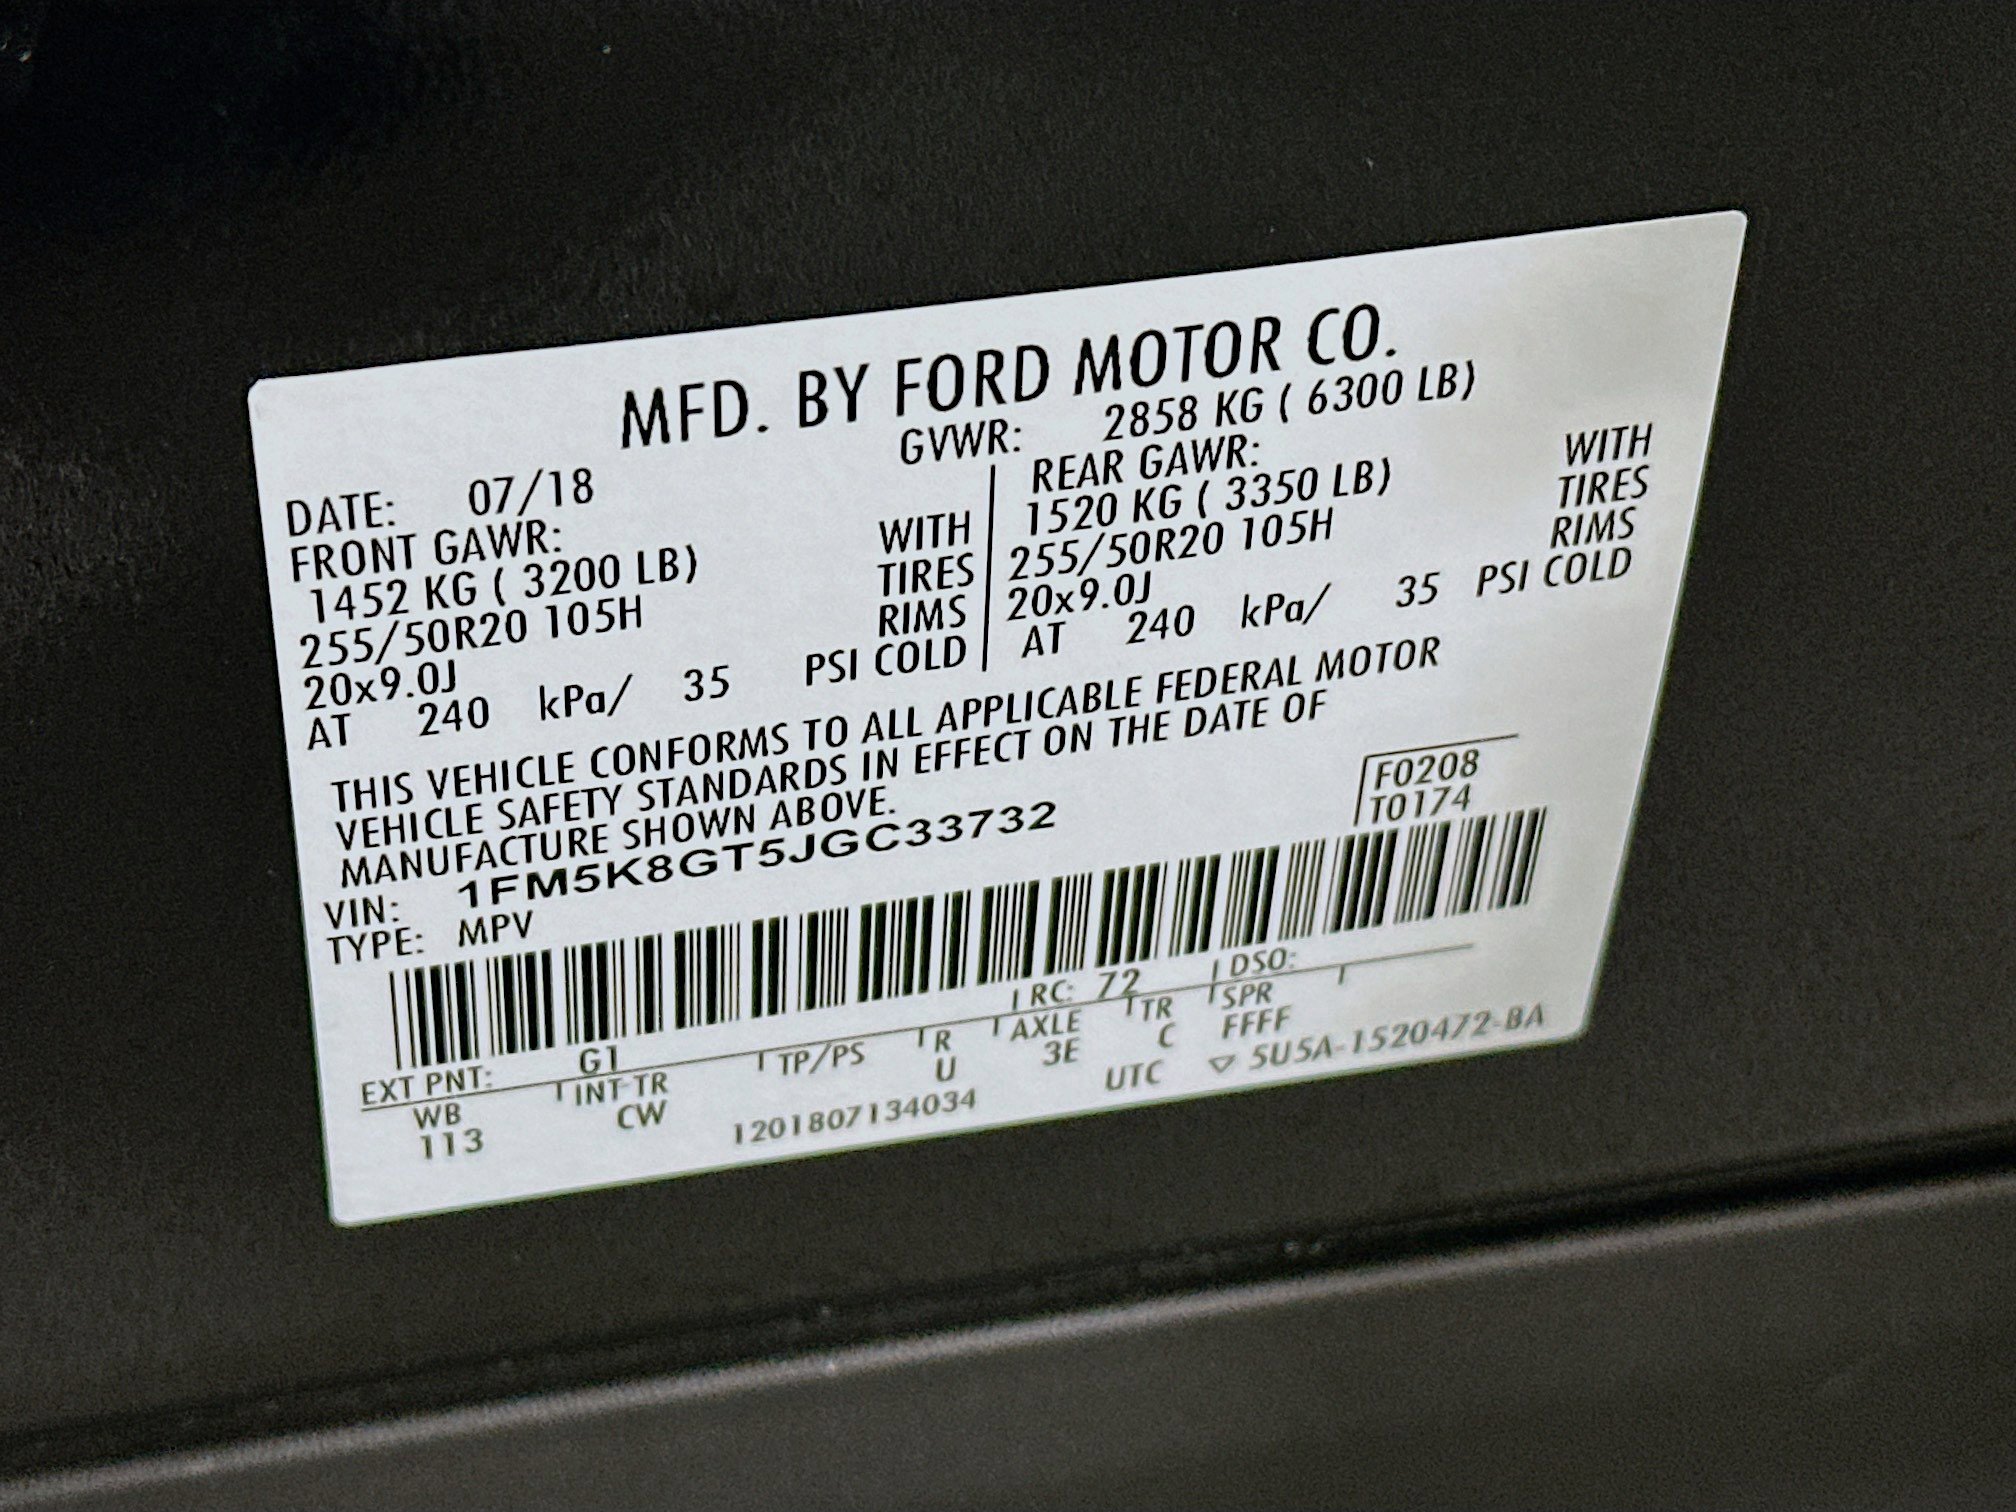 MFD. BY FORD MOTOR CO.
DATE: 07/18 GVWR: 2858 KG ( 6300 LB)
FRONT GAWR: REAR GAWR:
1452 KG ( 3200 LB) WITH 1520 KG ( 3350 LB) WITH
255/50R20 105H TIRES 255/50R20 105H TIRES
20x9.0J RIMS 20x9.0J RIMS
AT 240 kPa/ 35 PSI COLD AT 240 kPa/ 35 PSI COLD
THIS VEHICLE CONFORMS TO ALL APPLICABLE FEDERAL MOTOR
VEHICLE SAFETY STANDARDS IN EFFECT ON THE DATE OF
MANUFACTURE SHOWN ABOVE.
F0208
T0174
VIN: 1FM5K8GT5JGC33732
TYPE: MPV
EXT PNT: G1 RC: 72 DSO:
WB INT TR TP/PS R AXLE TR SPR
113 CW U 3E C FFFF
1201807134034 UTC ▽ 5U5A-1520472-BA